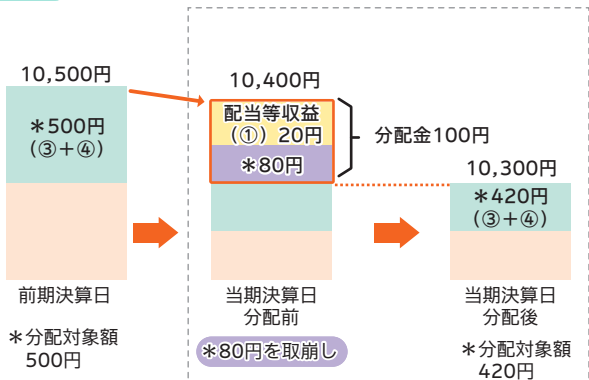 10,500円
*500円
(③+④)
前期決算日
*分配対象額
500円
10,400円
配当等収益
(①) 20円
*80円
分配金100円
当期決算日
分配前
*80円を取崩し
10,300円
*420円
(③+④)
当期決算日
分配後
*分配対象額
420円